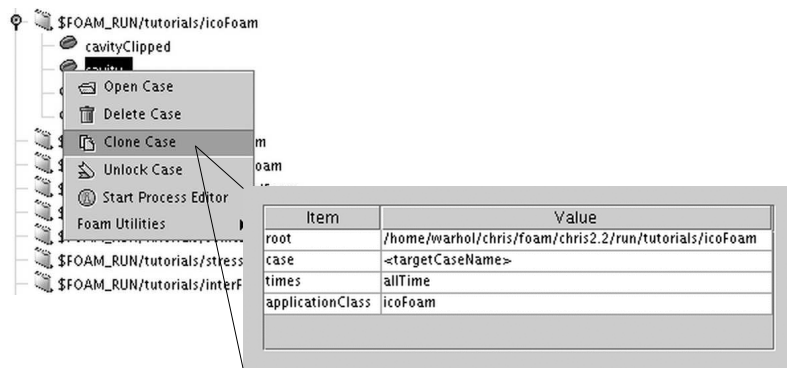 $FOAM_RUN/tutorials/icoFoam
cavityClipped
cavity
Open Case
Delete Case
Clone Case
Unlock Case
Start Process Editor
Foam Utilities
$FOAM_RUN/tutorials/stress
$FOAM_RUN/tutorials/interF
Item Value
root /home/warhol/chris/foam/chris2.2/run/tutorials/icoFoam
case <targetCaseName>
times allTime
applicationClass icoFoam